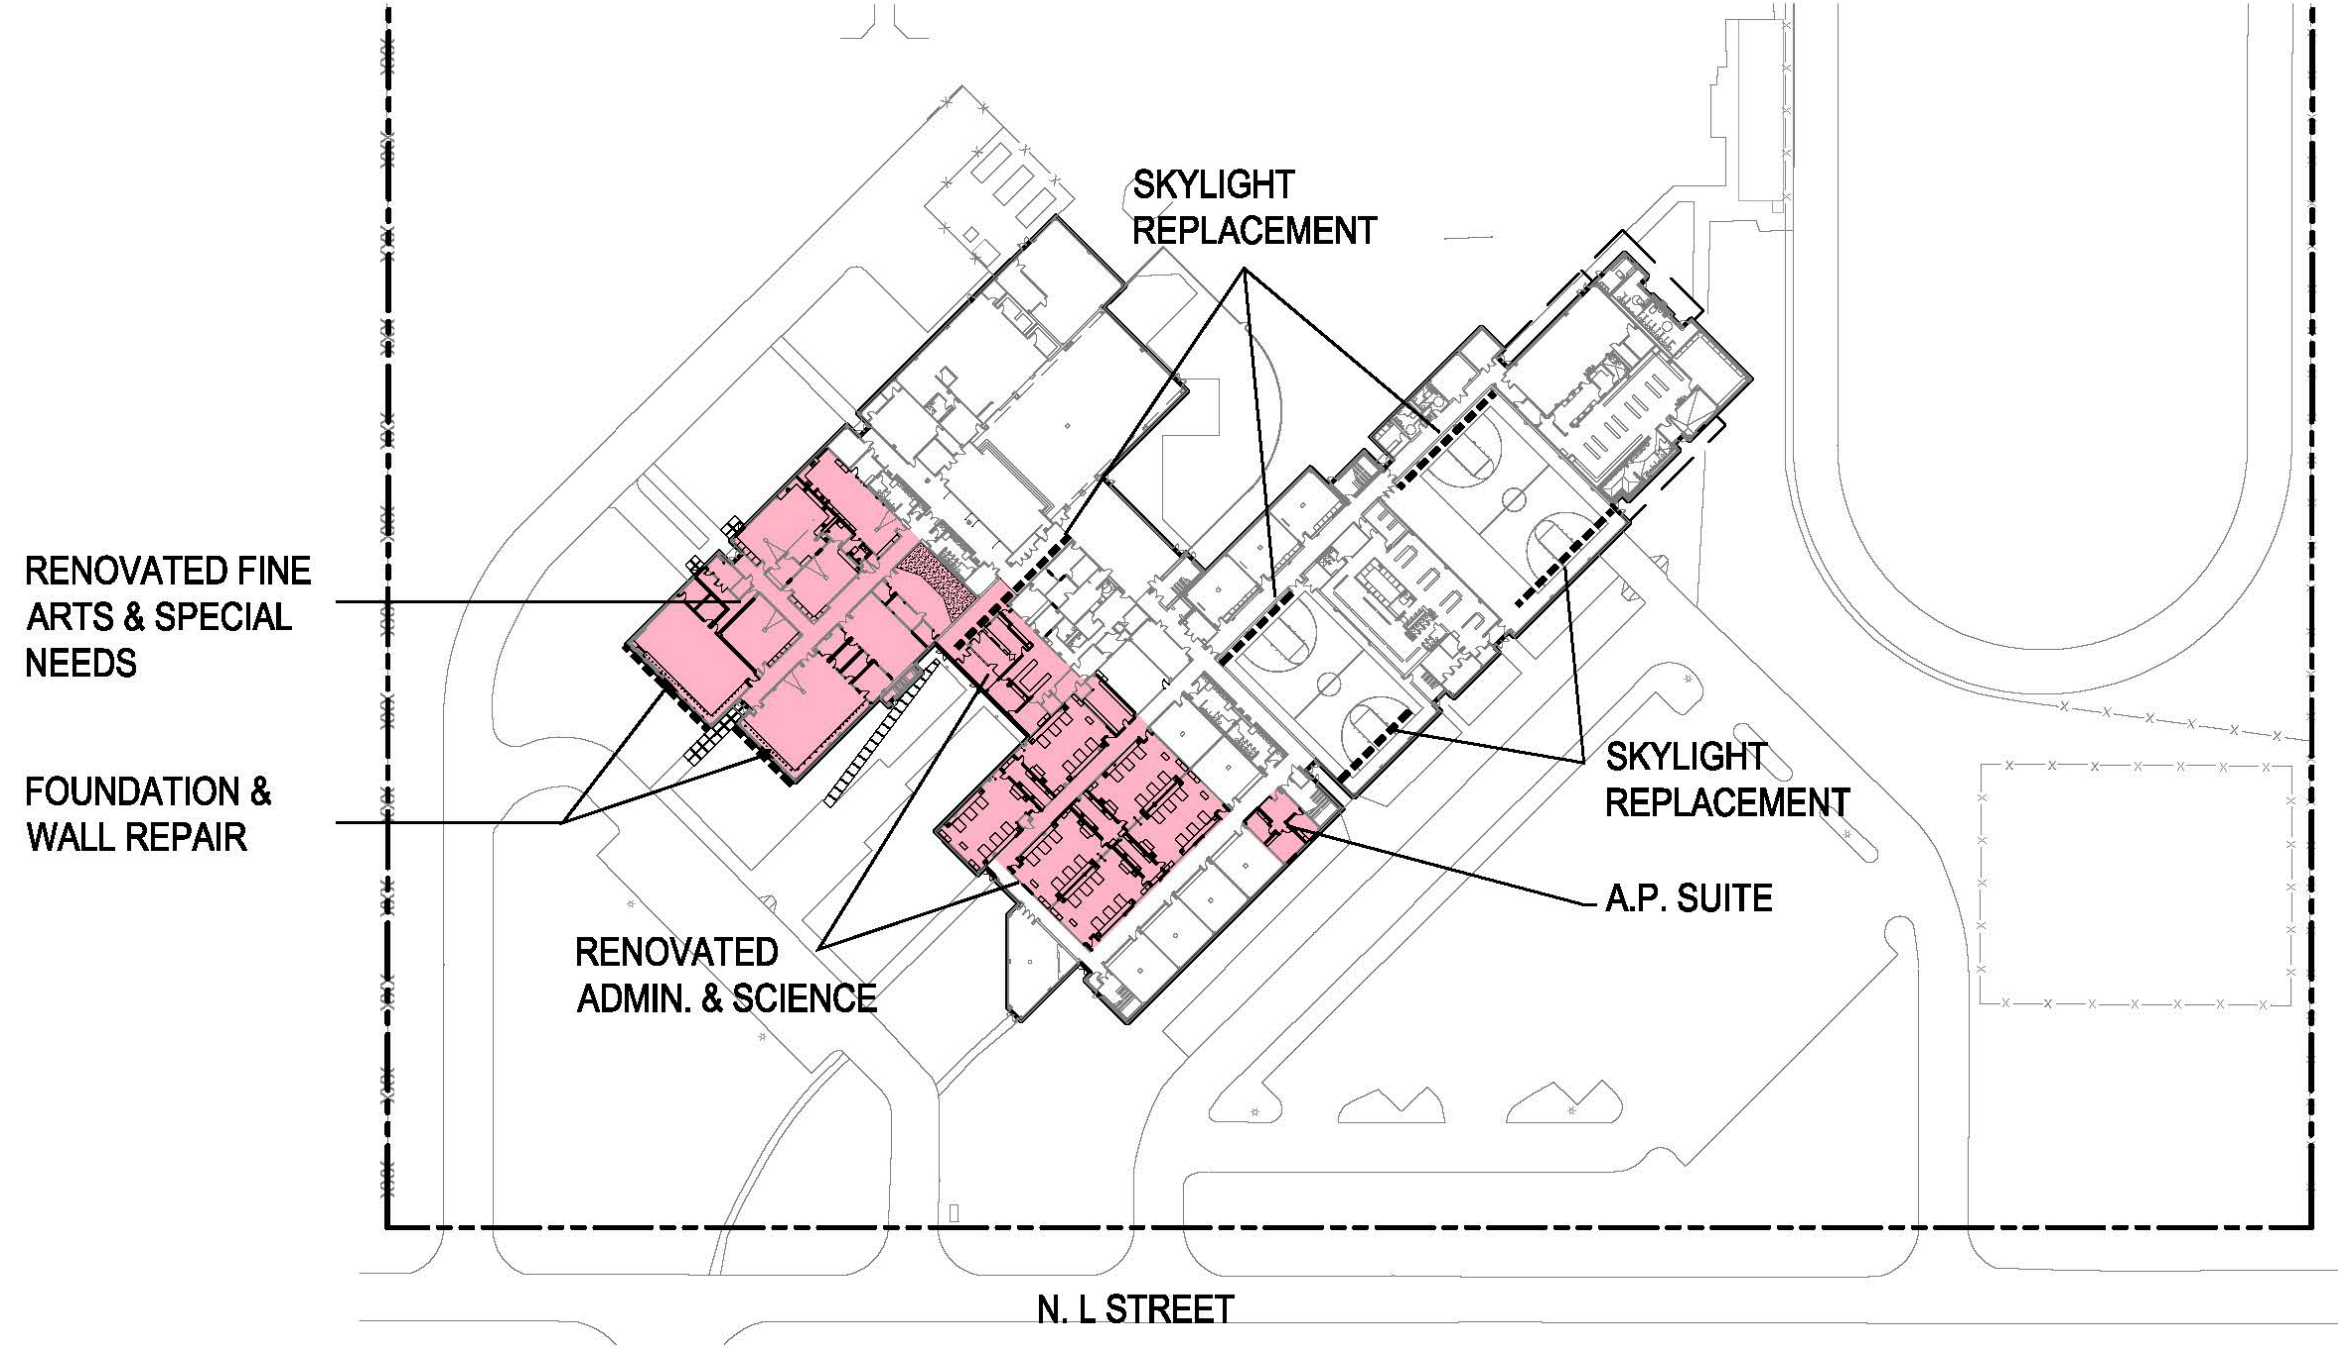 SKYLIGHT
REPLACEMENT
RENOVATED FINE
ARTS & SPECIAL
NEEDS
FOUNDATION &
WALL REPAIR
SKYLIGHT
REPLACEMENT
A.P. SUITE
RENOVATED
ADMIN. & SCIENCE
N. L STREET